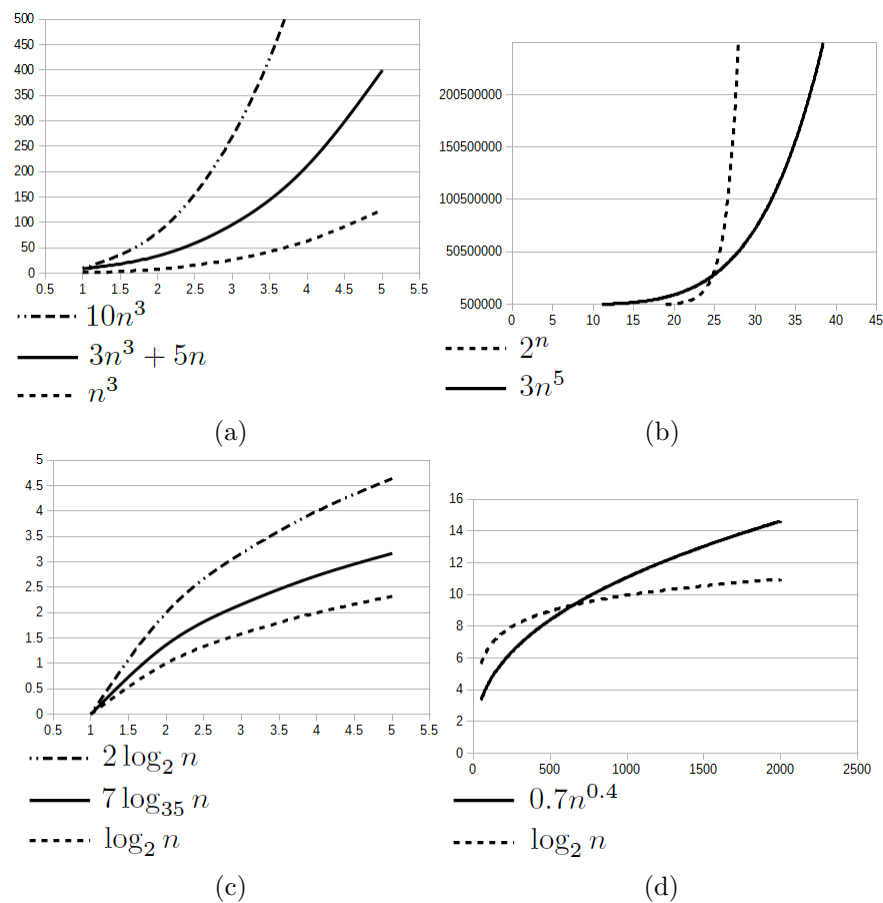 500
450
400
350
300
250
200
150
100
50
0
0.5 1 1.5 2 2.5 3 3.5 4 4.5 5 5.5
10n³
3n³ + 5n
n³
(a)
200500000
150500000
100500000
50500000
500000
0 5 10 15 20 25 30 35 40 45
2ⁿ
3n⁵
(b)
5
4.5
4
3.5
3
2.5
2
1.5
1
0.5
0
0.5 1 1.5 2 2.5 3 3.5 4 4.5 5 5.5
2 log₂ n
7 log₃₅ n
log₂ n
(c)
16
14
12
10
8
6
4
2
0
0 500 1000 1500 2000 2500
0.7n⁰·⁴
log₂ n
(d)